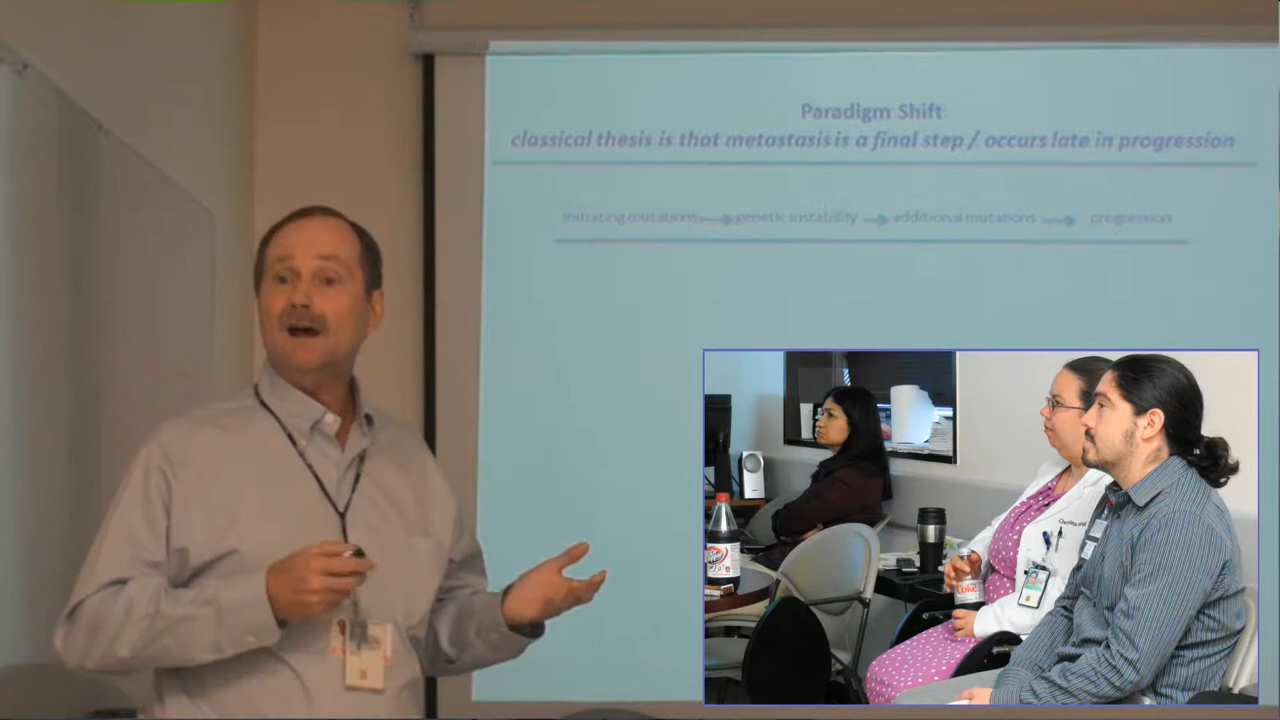 Paradigm Shift
classical thesis is that metastasis is a final step / occurs late in progression
initiating mutations → genetic instability → additional mutations → progression
Coke